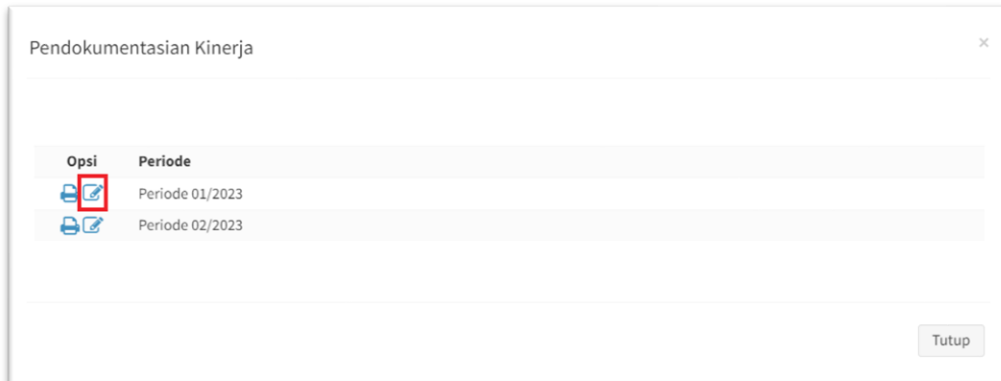 Pendokumentasian Kinerja
×
Opsi Periode
Periode 01/2023
Periode 02/2023
Tutup